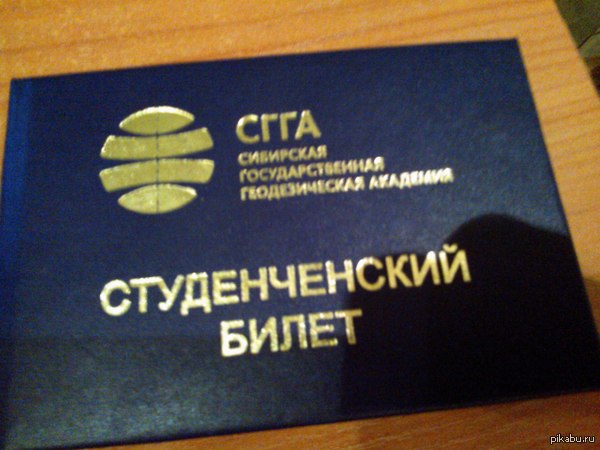 СГГА
СИБИРСКАЯ
ГОСУДАРСТВЕННАЯ
ГЕОДЕЗИЧЕСКАЯ АКАДЕМИЯ
СТУДЕНЧЕНСКИЙ
БИЛЕТ
pikabu.ru